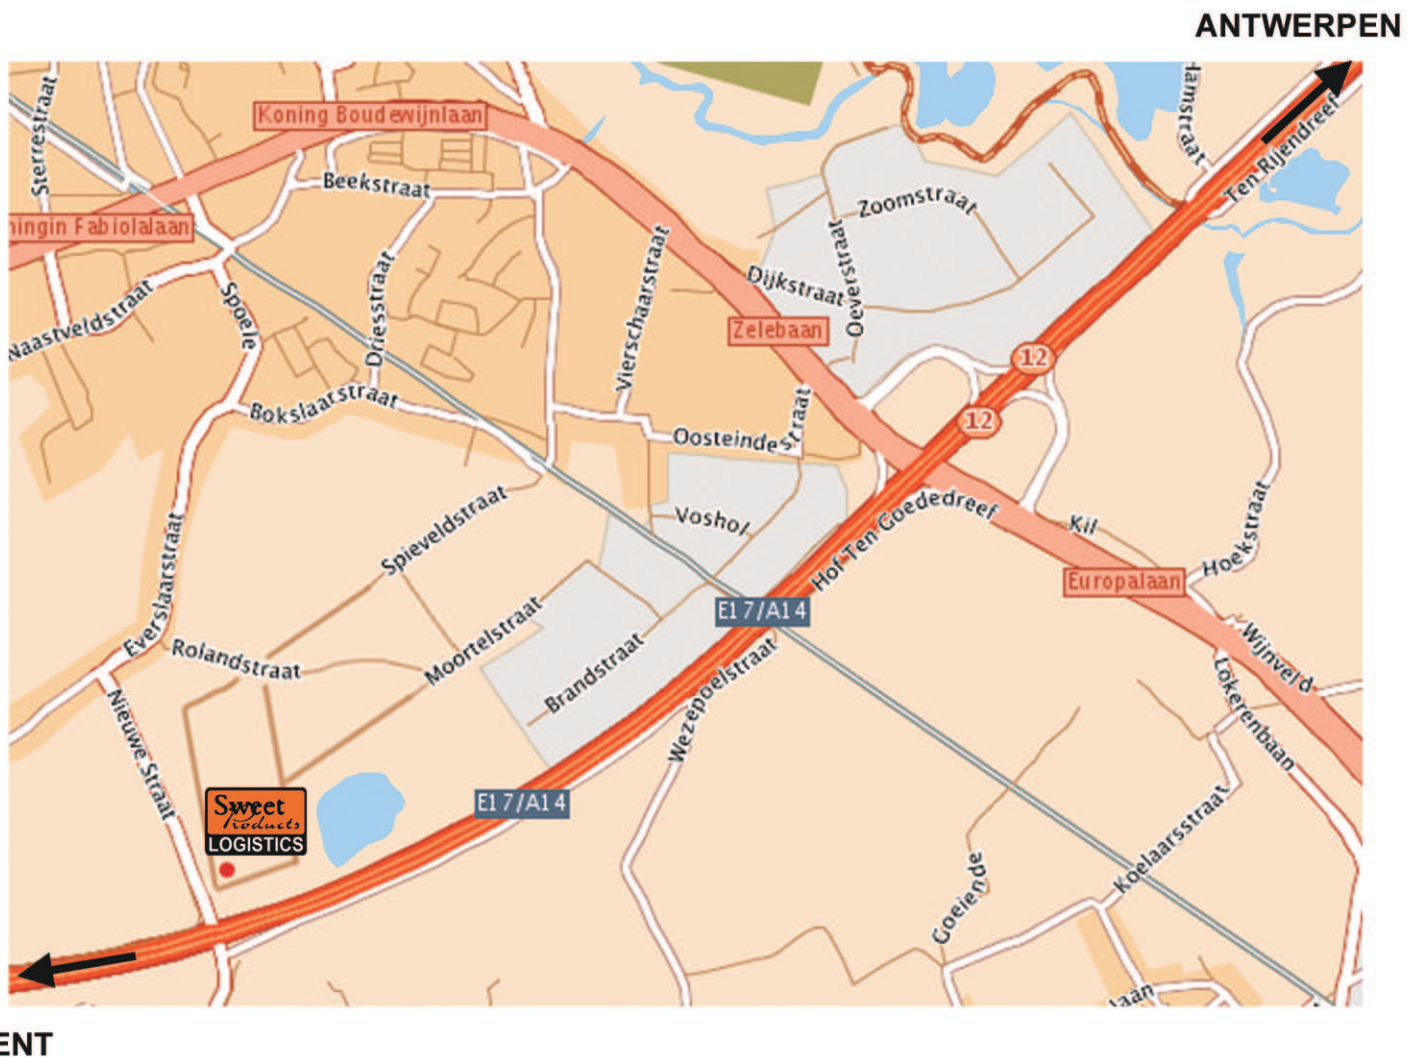 ANTWERPEN
Sterrestraat
Koning Boudewijnlaan
Hamstraat
Ten Rijendreef
Beekstraat
Zoomstraat
ningin Fabiolalaan
Oeverstraat
Vierschaarstraat
Dijkstraat
Naastveldstraat
Spoele
Driesstraat
Zelebaan
12
12
Bokslaarstraat
Oosteindestraat
Spieveldstraat
Voshol
Hof Ten Goededreef
Kil
Hoekstraat
Everslaarstraat
Europalaan
E17/A14
Rolandstraat
Moortelstraat
Brandstraat
Wezepoelstraat
Wijnveld
Lokerenbaan
Nieuwe Straat
E17/A14
Sweet
Products
LOGISTICS
Koelaarsstraat
Goeiende
laan
ENT